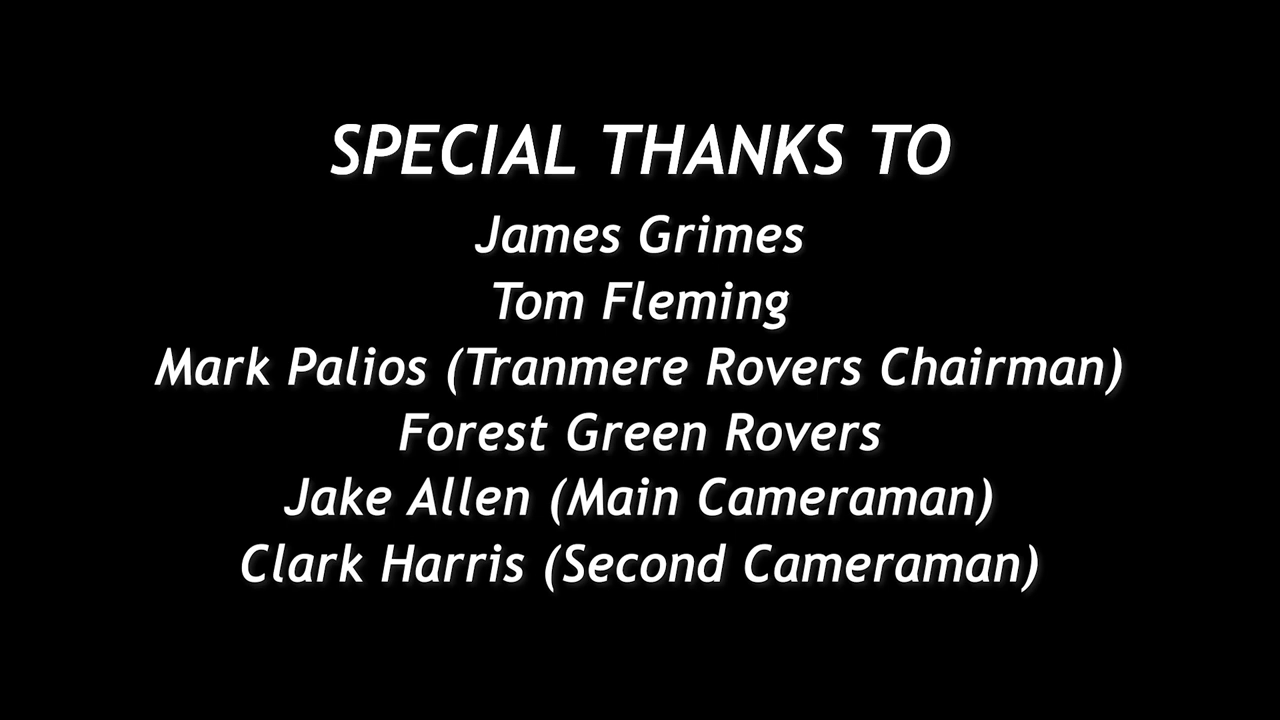 SPECIAL THANKS TO
James Grimes
Tom Fleming
Mark Palios (Tranmere Rovers Chairman)
Forest Green Rovers
Jake Allen (Main Cameraman)
Clark Harris (Second Cameraman)